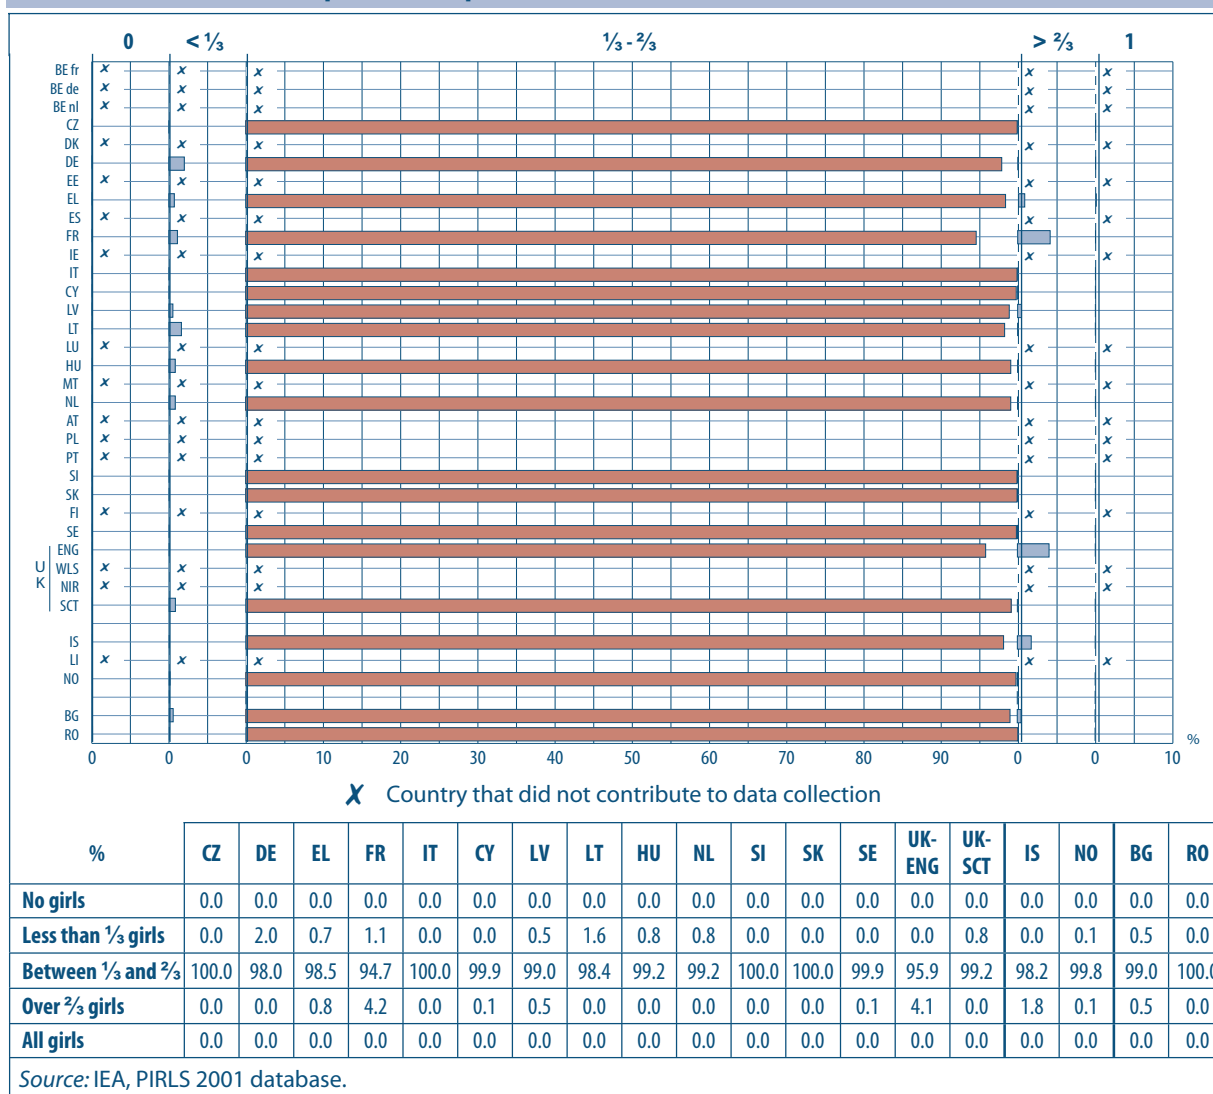 0 < ⅓ ⅓ - ⅔ > ⅔ 1
BE fr
BE de
BE nl
CZ
DK
DE
EE
EL
ES
FR
IE
IT
CY
LV
LT
LU
HU
MT
NL
AT
PL
PT
SI
SK
FI
SE
UK
ENG
WLS
NIR
SCT
IS
LI
NO
BG
RO
%
0 0 0 10 20 30 40 50 60 70 80 90 0 0 10
✗ Country that did not contribute to data collection
% CZ DE EL FR IT CY LV LT HU NL SI SK SE UK-ENG UK-SCT IS NO BG RO
No girls 0.0 0.0 0.0 0.0 0.0 0.0 0.0 0.0 0.0 0.0 0.0 0.0 0.0 0.0 0.0 0.0 0.0 0.0 0.0
Less than ⅓ girls 0.0 2.0 0.7 1.1 0.0 0.0 0.5 1.6 0.8 0.8 0.0 0.0 0.0 0.0 0.8 0.0 0.1 0.5 0.0
Between ⅓ and ⅔ 100.0 98.0 98.5 94.7 100.0 99.9 99.0 98.4 99.2 99.2 100.0 100.0 99.9 95.9 99.2 98.2 99.8 99.0 100.0
Over ⅔ girls 0.0 0.0 0.8 4.2 0.0 0.1 0.5 0.0 0.0 0.0 0.0 0.0 0.1 4.1 0.0 1.8 0.1 0.5 0.0
All girls 0.0 0.0 0.0 0.0 0.0 0.0 0.0 0.0 0.0 0.0 0.0 0.0 0.0 0.0 0.0 0.0 0.0 0.0 0.0
Source: IEA, PIRLS 2001 database.